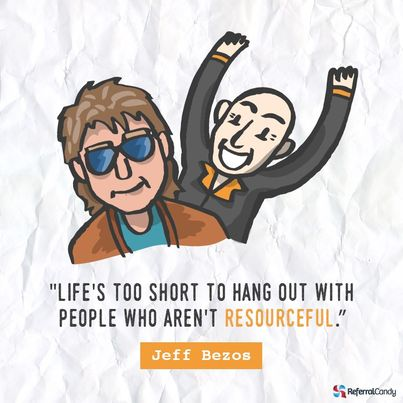 "LIFE'S TOO SHORT TO HANG OUT WITH
PEOPLE WHO AREN'T RESOURCEFUL."
Jeff Bezos
ReferralCandy